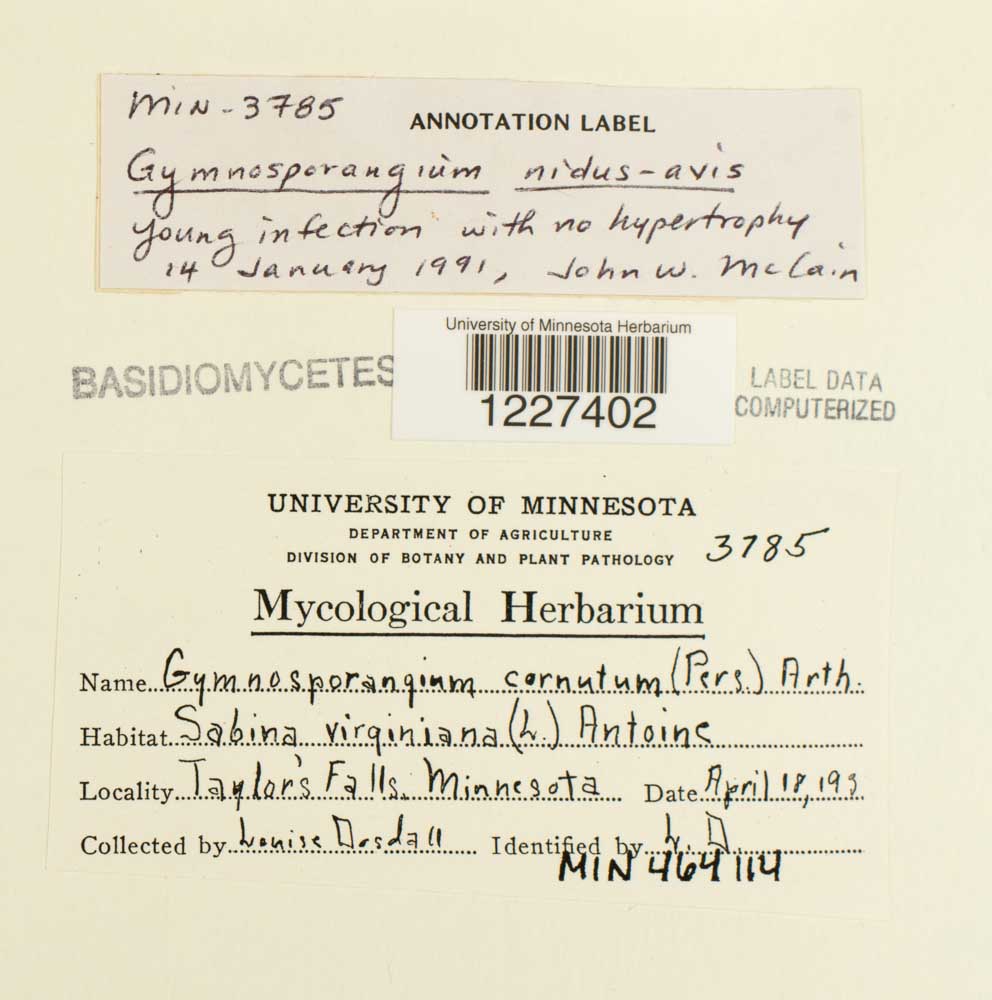 MIN-3785
ANNOTATION LABEL
Gymnosporangium nidus-avis
young infection with no hypertrophy
14 January 1991, John W. McCain
University of Minnesota Herbarium
BASIDIOMYCETES
1227402
LABEL DATA
COMPUTERIZED
UNIVERSITY OF MINNESOTA
DEPARTMENT OF AGRICULTURE
DIVISION OF BOTANY AND PLANT PATHOLOGY
3785
Mycological Herbarium
Name Gymnosporangium cornutum (Pers.) Arth.
Habitat Sabina virginiana (L.) Antoine
Locality Taylor's Falls, Minnesota Date April 18, 193
Collected by Louise Dosdall Identified by L. D.
MIN 464114